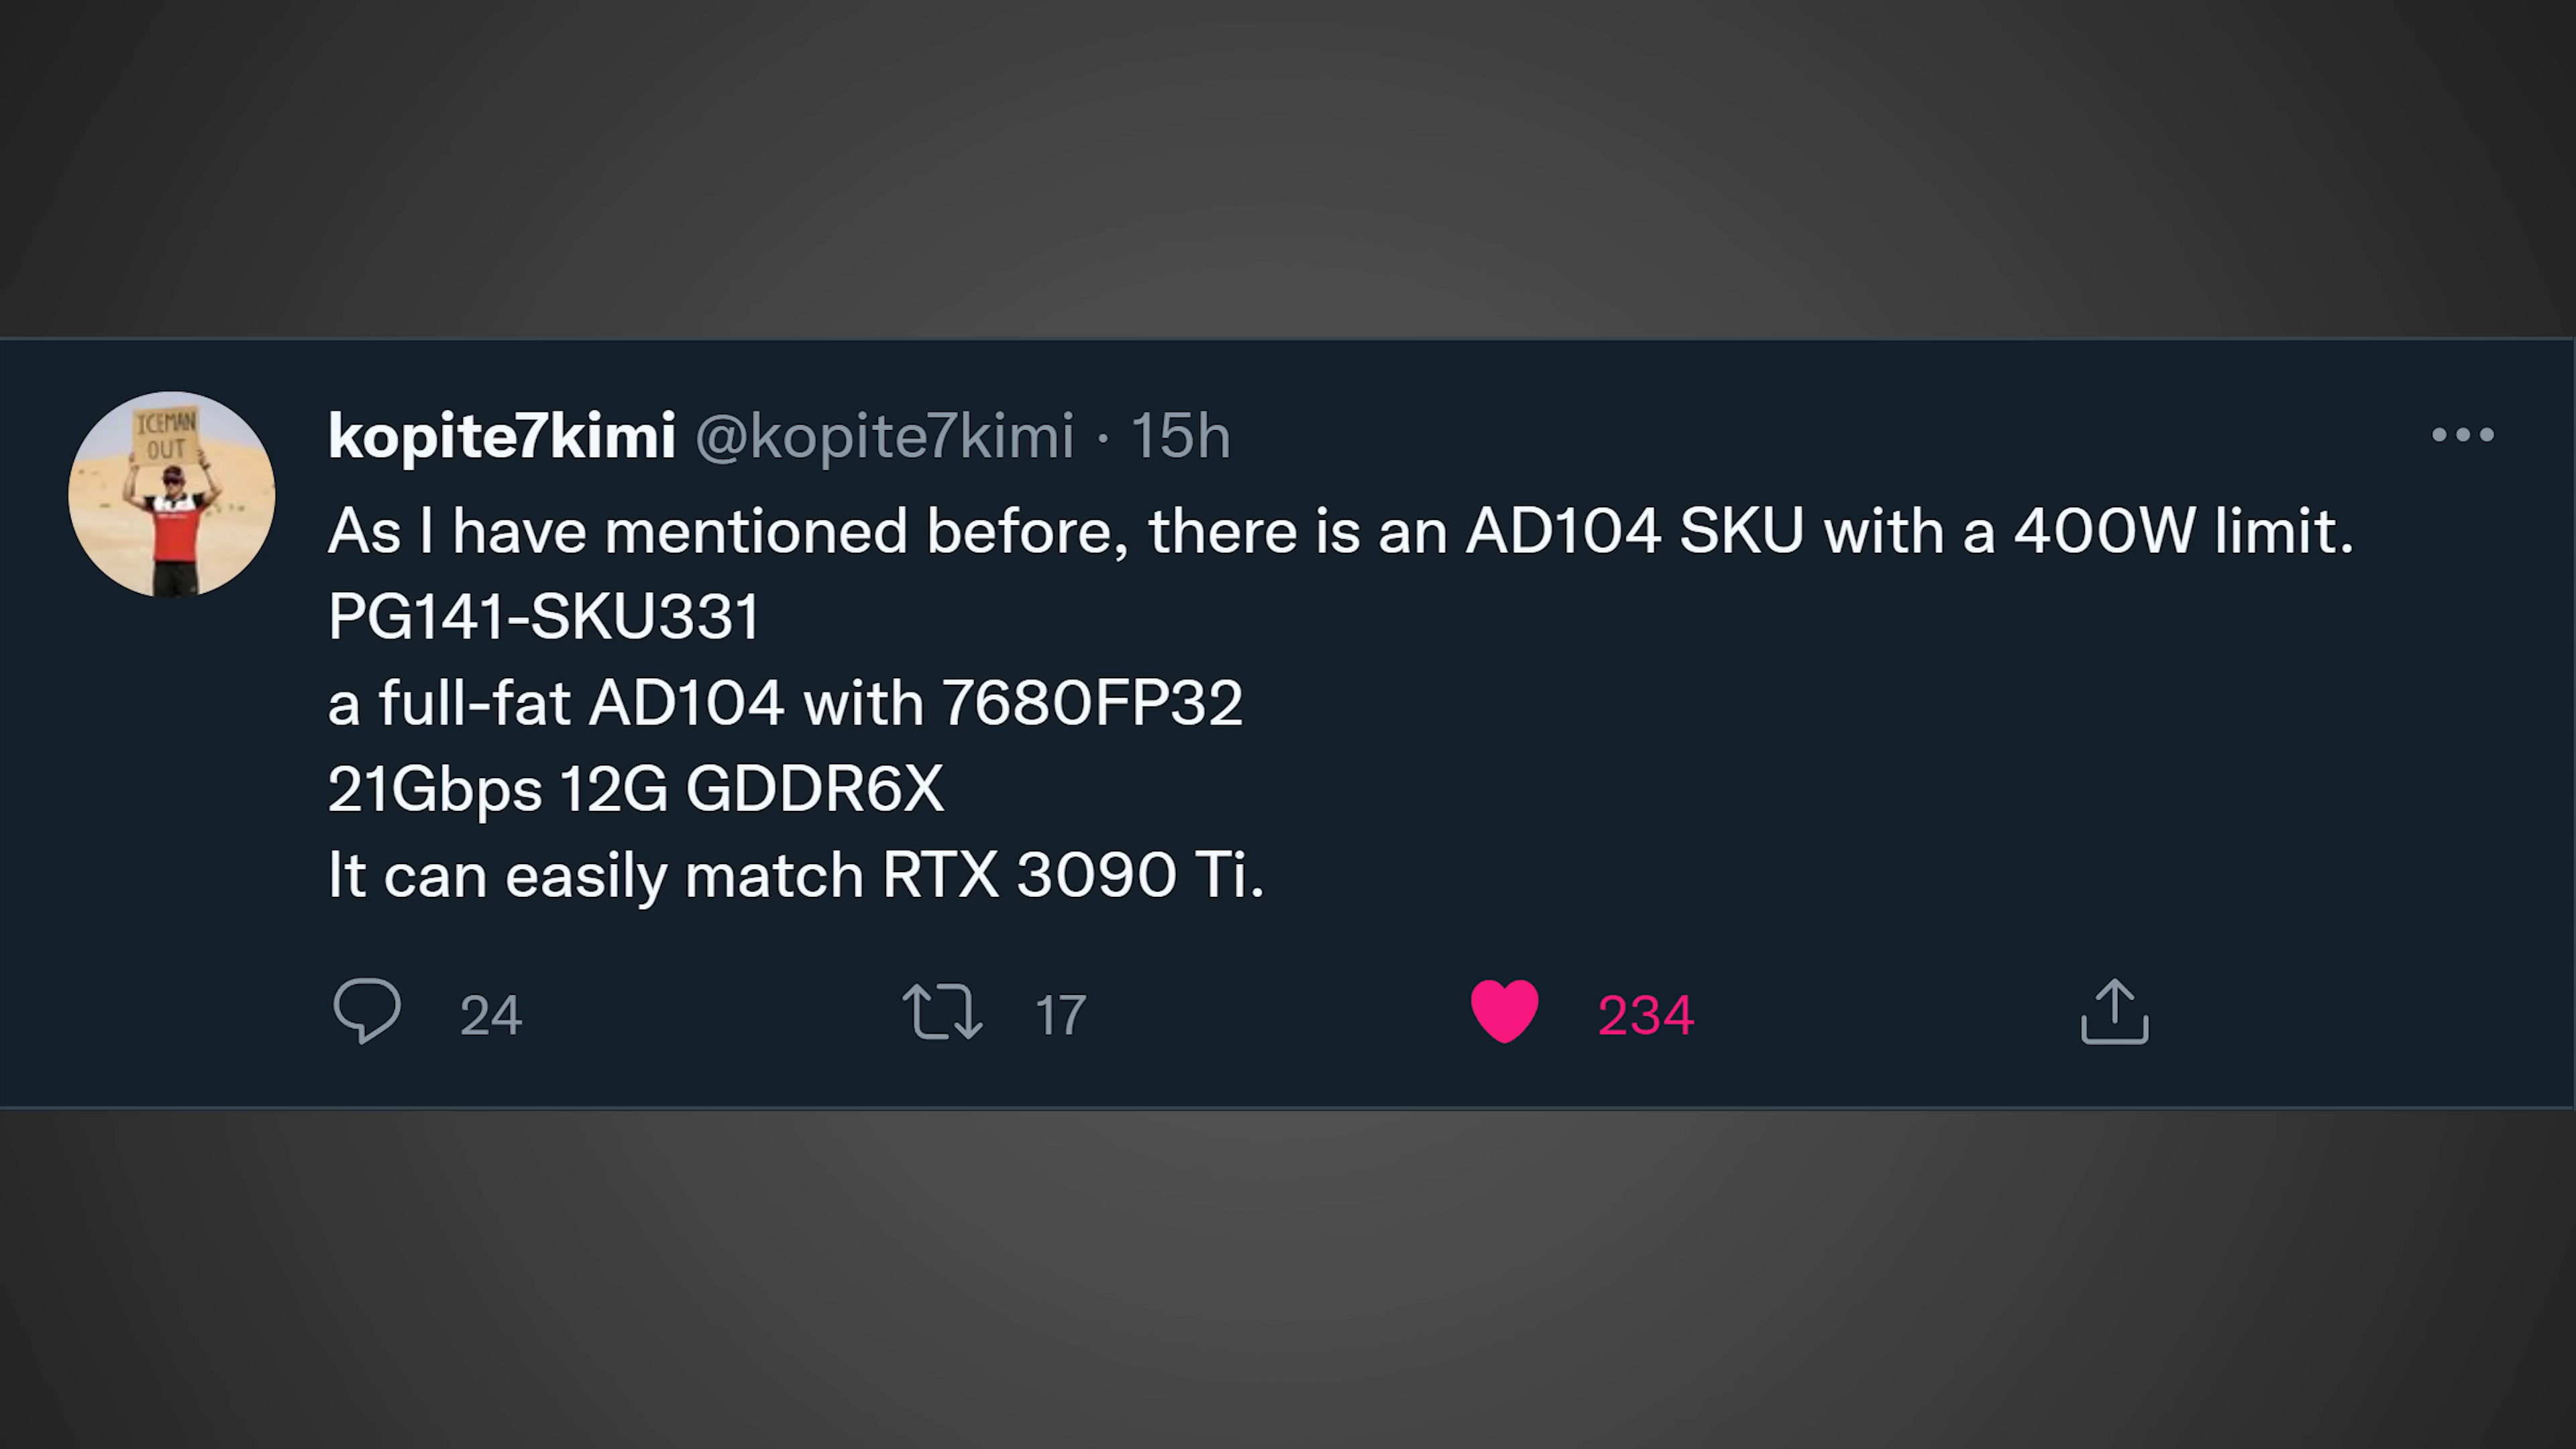 ICEMAN
OUT
kopite7kimi @kopite7kimi · 15h
As I have mentioned before, there is an AD104 SKU with a 400W limit.
PG141-SKU331
a full-fat AD104 with 7680FP32
21Gbps 12G GDDR6X
It can easily match RTX 3090 Ti.
24 17 234